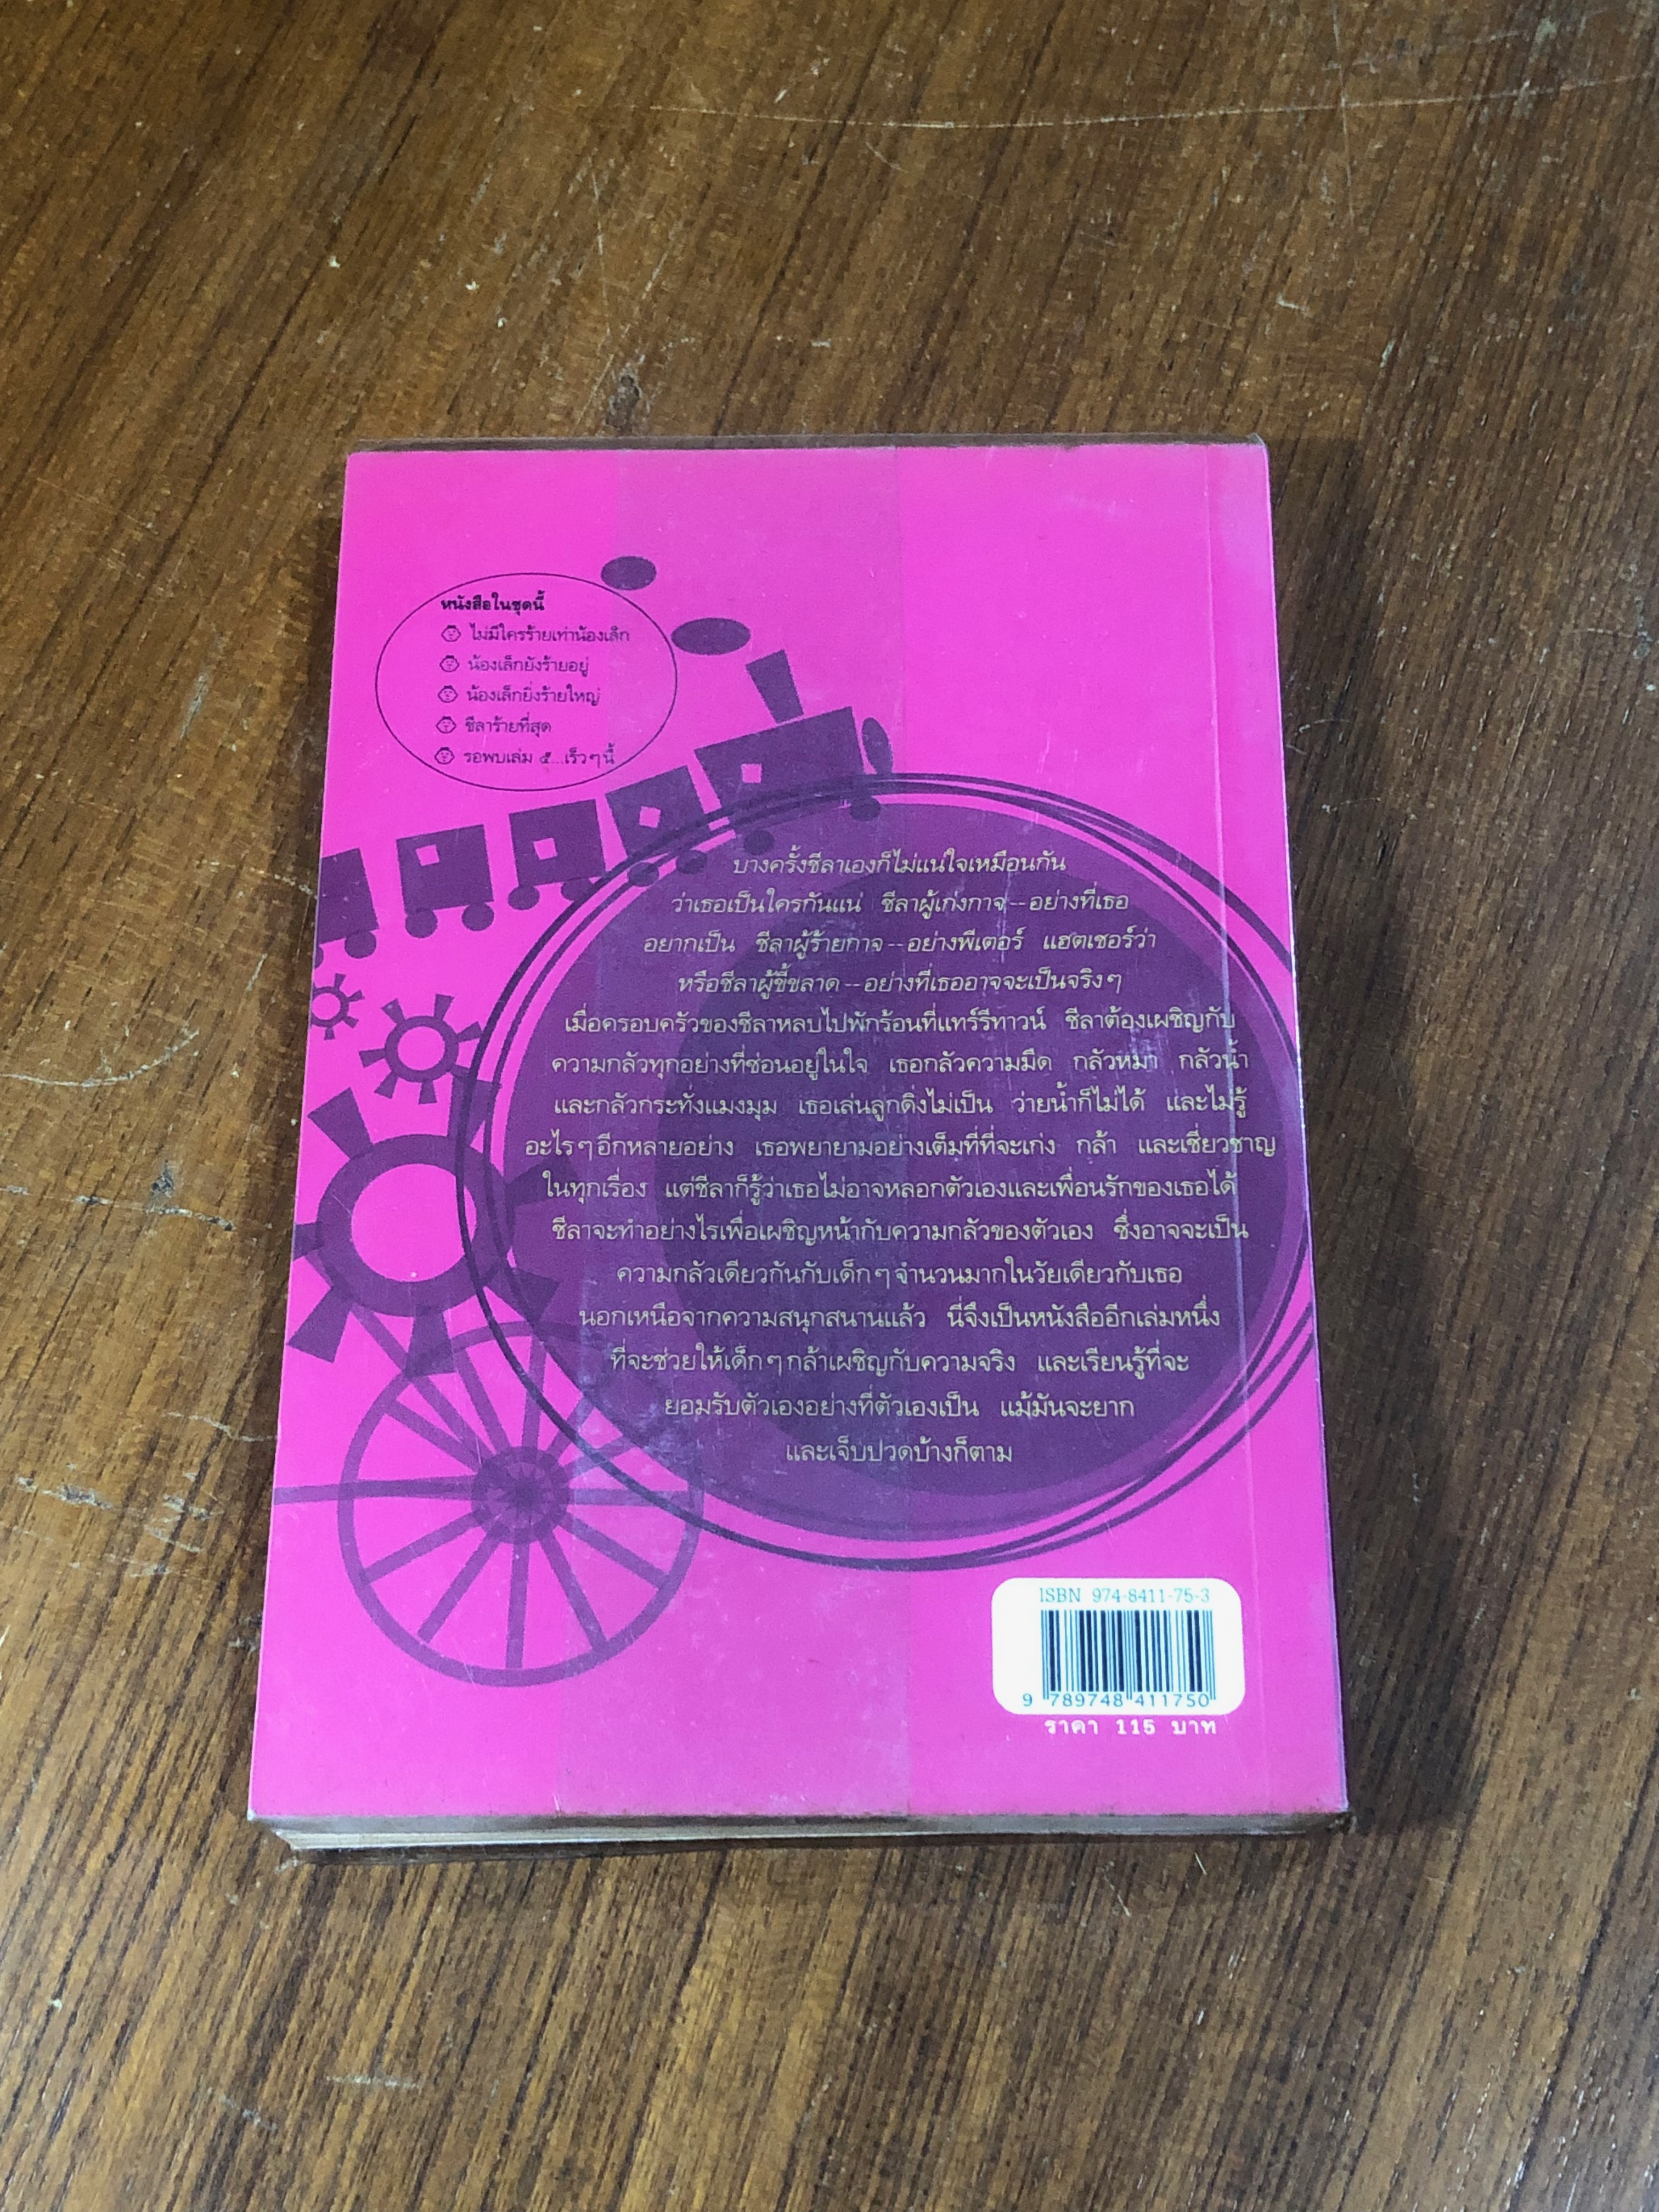 หนังสือในชุดนี้
ไม่มีใครร้ายเท่าน้องเล็ก
น้องเล็กยังร้ายอยู่
น้องเล็กยิ่งร้ายใหญ่
ชีลาร้ายที่สุด
รอพบเล่ม ๕...เร็วๆนี้
บางครั้งชีลาเองก็ไม่แน่ใจเหมือนกัน
ว่าเธอเป็นใครกันแน่ ชีลาผู้เก่งกาจ--อย่างที่เธอ
อยากเป็น ชีลาผู้ร้ายกาจ--อย่างพีเตอร์ แฮตเชอร์ว่า
หรือชีลาผู้ขี้ขลาด--อย่างที่เธออาจจะเป็นจริงๆ
เมื่อครอบครัวของชีลาหลบไปพักร้อนที่แทร์รีทาวน์ ชีลาต้องเผชิญกับ
ความกลัวทุกอย่างที่ซ่อนอยู่ในใจ เธอกลัวความมืด กลัวหมา กลัวน้ำ
และกลัวกระทั่งแมงมุม เธอเล่นลูกดิ่งไม่เป็น ว่ายน้ำก็ไม่ได้ และไม่รู้
อะไรๆอีกหลายอย่าง เธอพยายามอย่างเต็มที่ที่จะเก่ง กล้า และเชี่ยวชาญ
ในทุกเรื่อง แต่ชีลาก็รู้ว่าเธอไม่อาจหลอกตัวเองและเพื่อนรักของเธอได้
ชีลาจะทำอย่างไรเพื่อเผชิญหน้ากับความกลัวของตัวเอง ซึ่งอาจจะเป็น
ความกลัวเดียวกันกับเด็กๆจำนวนมากในวัยเดียวกับเธอ
นอกเหนือจากความสนุกสนานแล้ว นี่จึงเป็นหนังสืออีกเล่มหนึ่ง
ที่จะช่วยให้เด็กๆกล้าเผชิญกับความจริง และเรียนรู้ที่จะ
ยอมรับตัวเองอย่างที่ตัวเองเป็น แม้มันจะยาก
และเจ็บปวดบ้างก็ตาม
ISBN 974-8411-75-3
9 789748 411750
ราคา 115 บาท